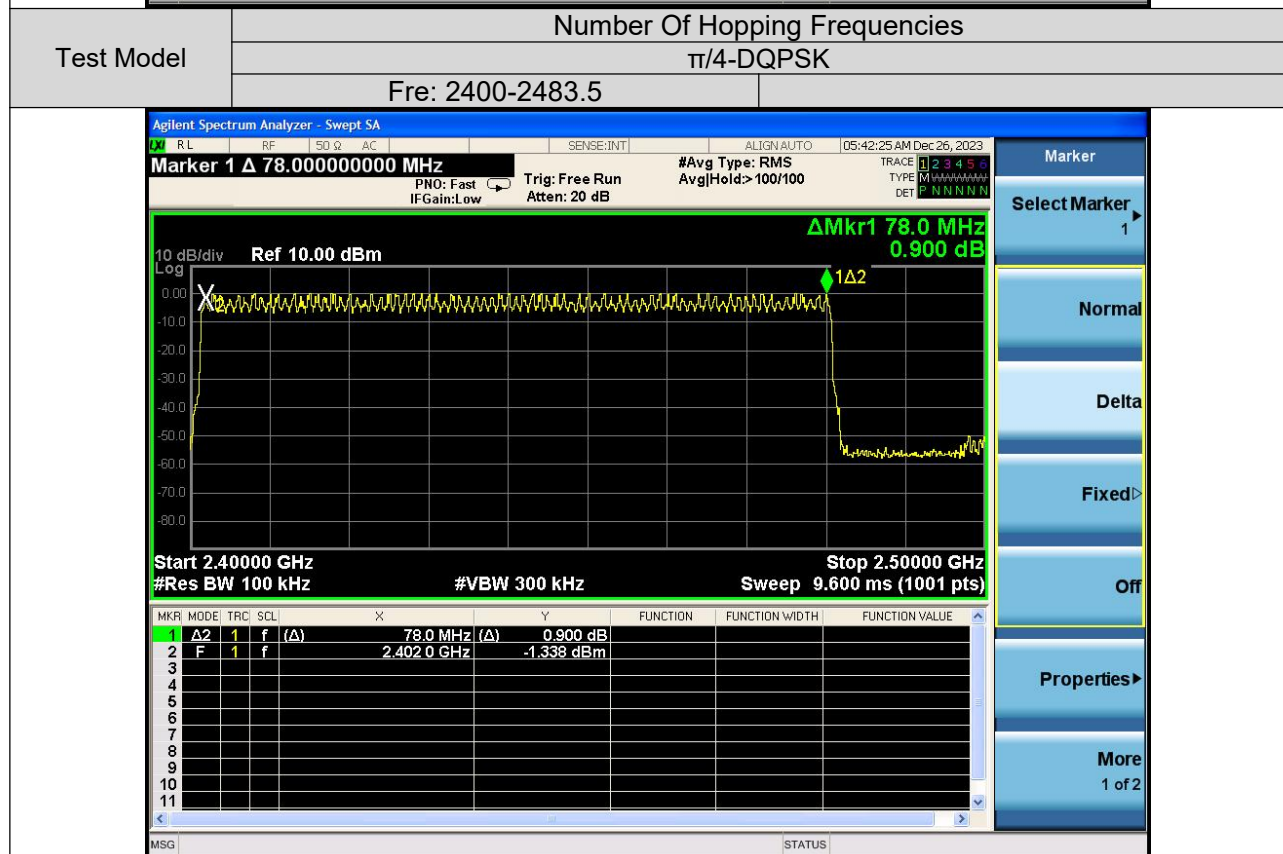 Test Model
Number Of Hopping Frequencies
π/4-DQPSK
Fre: 2400-2483.5
Agilent Spectrum Analyzer - Swept SA
LXI RL RF 50 Ω AC SENSE:INT ALIGN AUTO 05:42:25 AM Dec 26, 2023
Marker 1 Δ 78.000000000 MHz
PNO: Fast
IFGain:Low
Trig: Free Run
Atten: 20 dB
#Avg Type: RMS
Avg|Hold:>100/100
TRACE 1 2 3 4 5 6
TYPE M WWWWW
DET P N N N N N
ΔMkr1 78.0 MHz
0.900 dB
10 dB/div Ref 10.00 dBm
Log
1Δ2
0.00
X2
-10.0
-20.0
-30.0
-40.0
-50.0
-60.0
-70.0
-80.0
Start 2.40000 GHz Stop 2.50000 GHz
#Res BW 100 kHz #VBW 300 kHz Sweep 9.600 ms (1001 pts)
MKR MODE TRC SCL X Y FUNCTION FUNCTION WIDTH FUNCTION VALUE
1 Δ2 1 f (Δ) 78.0 MHz (Δ) 0.900 dB
2 F 1 f 2.402 0 GHz -1.338 dBm
3
4
5
6
7
8
9
10
11
MSG STATUS
Marker
Select Marker
1
Normal
Delta
Fixed
Off
Properties
More
1 of 2